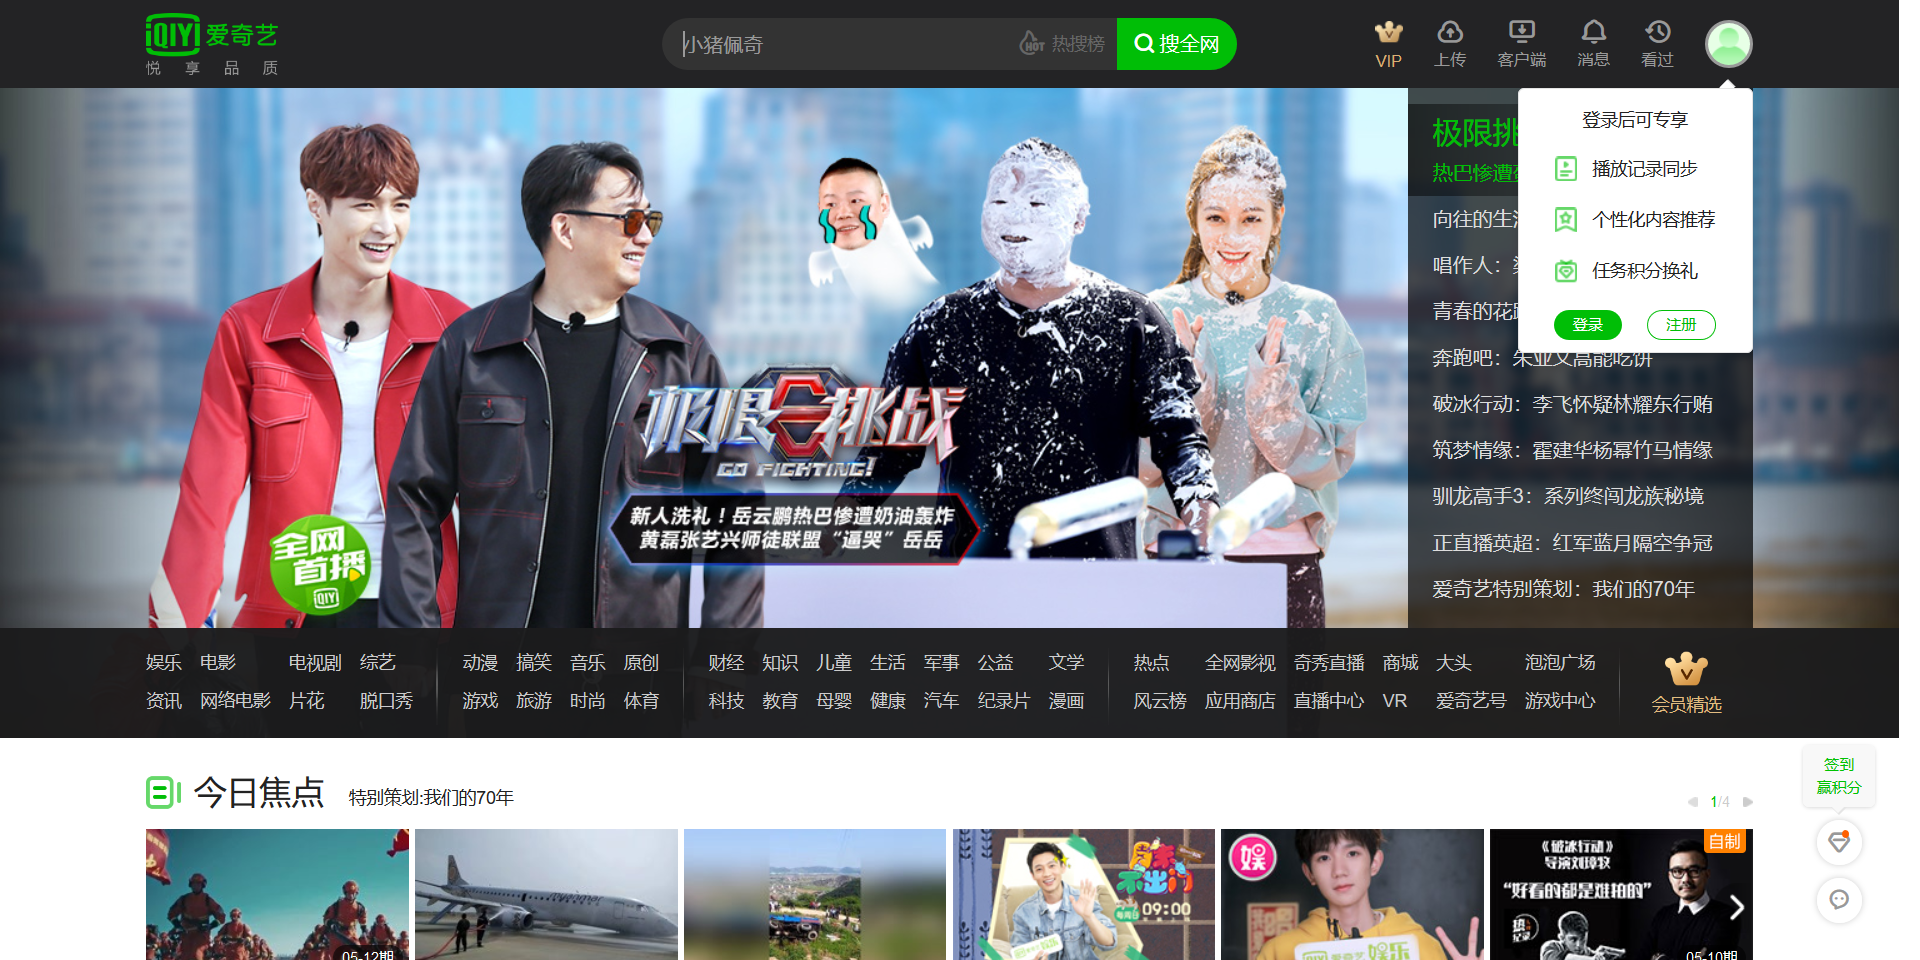 iQIYI 爱奇艺
悦享品质
小猪佩奇
HOT 热搜榜
搜全网
VIP
上传
客户端
消息
看过
登录后可专享
播放记录同步
个性化内容推荐
任务积分换礼
登录 注册
极限挑
热巴惨遭
向往的生
唱作人：
青春的花
奔跑吧：朱亚文高能吃饼
破冰行动：李飞怀疑林耀东行贿
筑梦情缘：霍建华杨幂竹马情缘
驯龙高手3：系列终闯龙族秘境
正直播英超：红军蓝月隔空争冠
爱奇艺特别策划：我们的70年
极限挑战
GO FIGHTING!
新人洗礼！岳云鹏热巴惨遭奶油轰炸
黄磊张艺兴师徒联盟“逼哭”岳岳
全网
首播
iQIYI
娱乐 电影 电视剧 综艺 动漫 搞笑 音乐 原创 财经 知识 儿童 生活 军事 公益 文学 热点 全网影视 奇秀直播 商城 大头 泡泡广场
资讯 网络电影 片花 脱口秀 游戏 旅游 时尚 体育 科技 教育 母婴 健康 汽车 纪录片 漫画 风云榜 应用商店 直播中心 VR 爱奇艺号 游戏中心
会员精选
今日焦点 特别策划:我们的70年
1/4
签到
赢积分
05-12期
周末
不出门
每周日 09:00
娱
iQIYI 爱奇艺 娱乐
自制
《破冰行动》
导演刘璋牧
“好看的都是难拍的”
05-10期